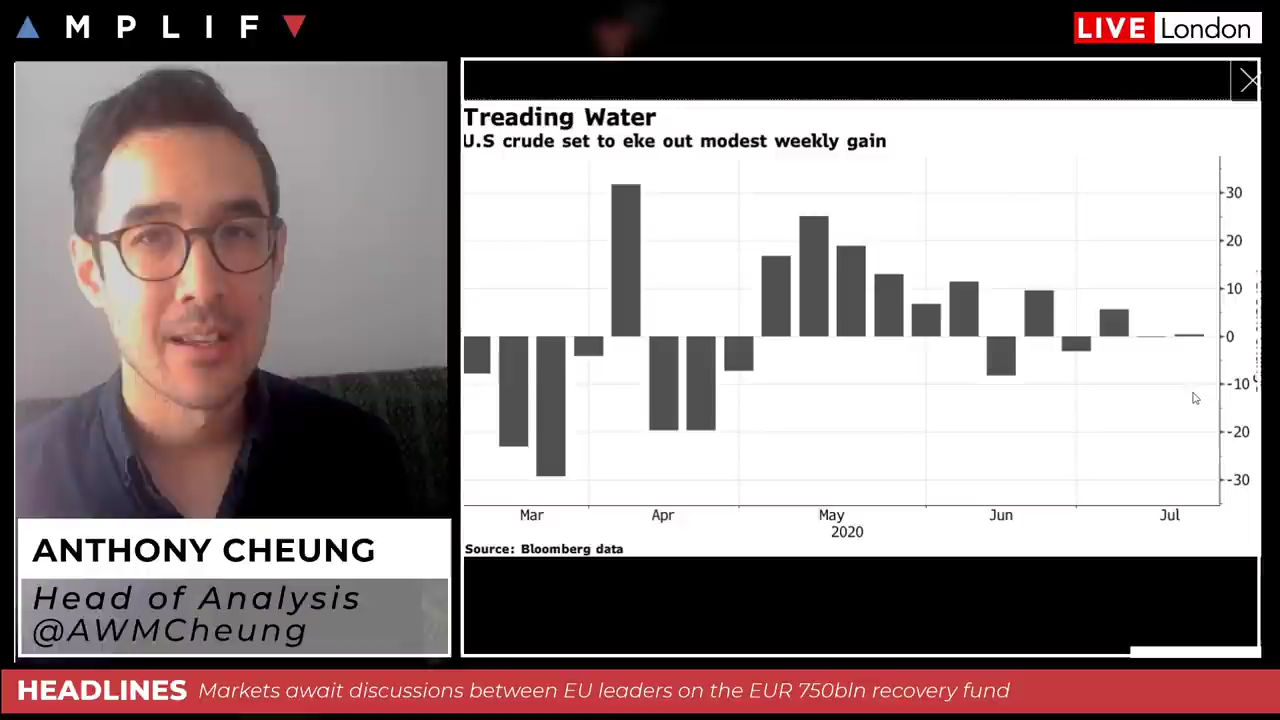 MPLIF
LIVE London
Treading Water
U.S crude set to eke out modest weekly gain
30
20
10
0
-10
-20
-30
Mar Apr May Jun Jul
2020
Source: Bloomberg data
ANTHONY CHEUNG
Head of Analysis
@AWMCheung
HEADLINES Markets await discussions between EU leaders on the EUR 750bln recovery fund